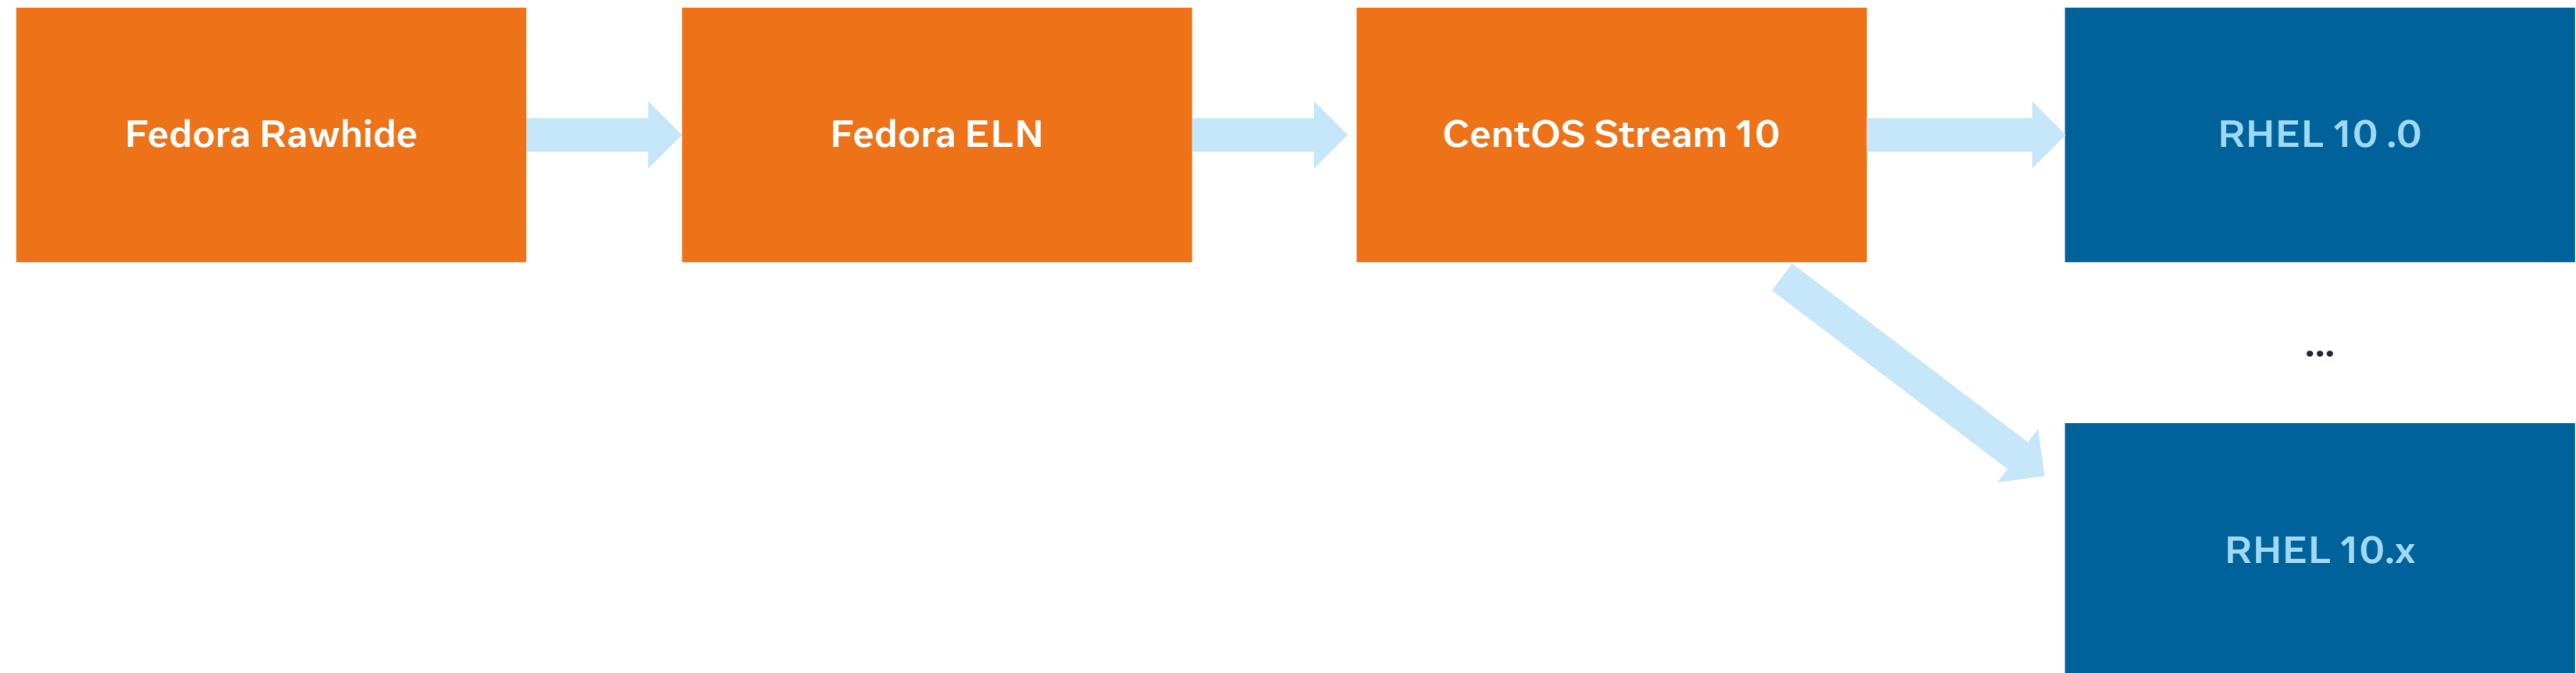 Fedora Rawhide
Fedora ELN
CentOS Stream 10
RHEL 10 .0
...
RHEL 10.x